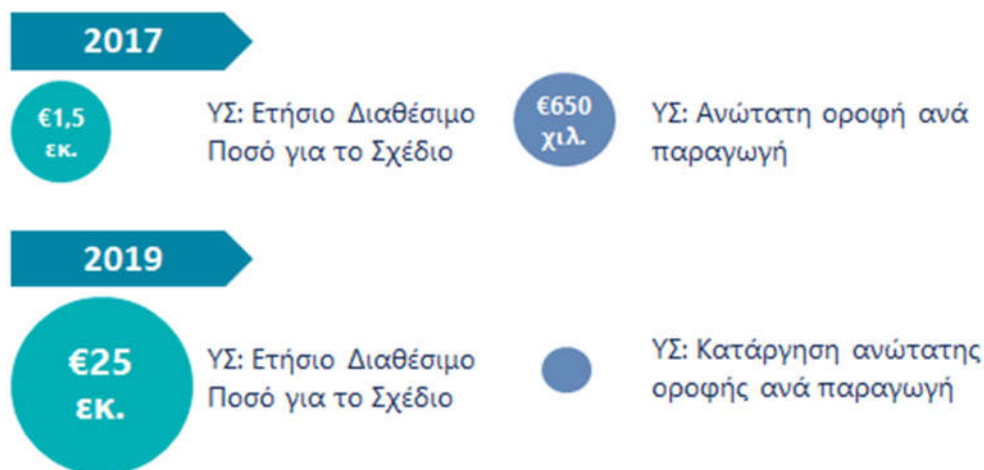 2017
€1,5
εκ.
ΥΣ: Ετήσιο Διαθέσιμο
Ποσό για το Σχέδιο
€650
χιλ.
ΥΣ: Ανώτατη οροφή ανά
παραγωγή
2019
€25
εκ.
ΥΣ: Ετήσιο Διαθέσιμο
Ποσό για το Σχέδιο
ΥΣ: Κατάργηση ανώτατης
οροφής ανά παραγωγή